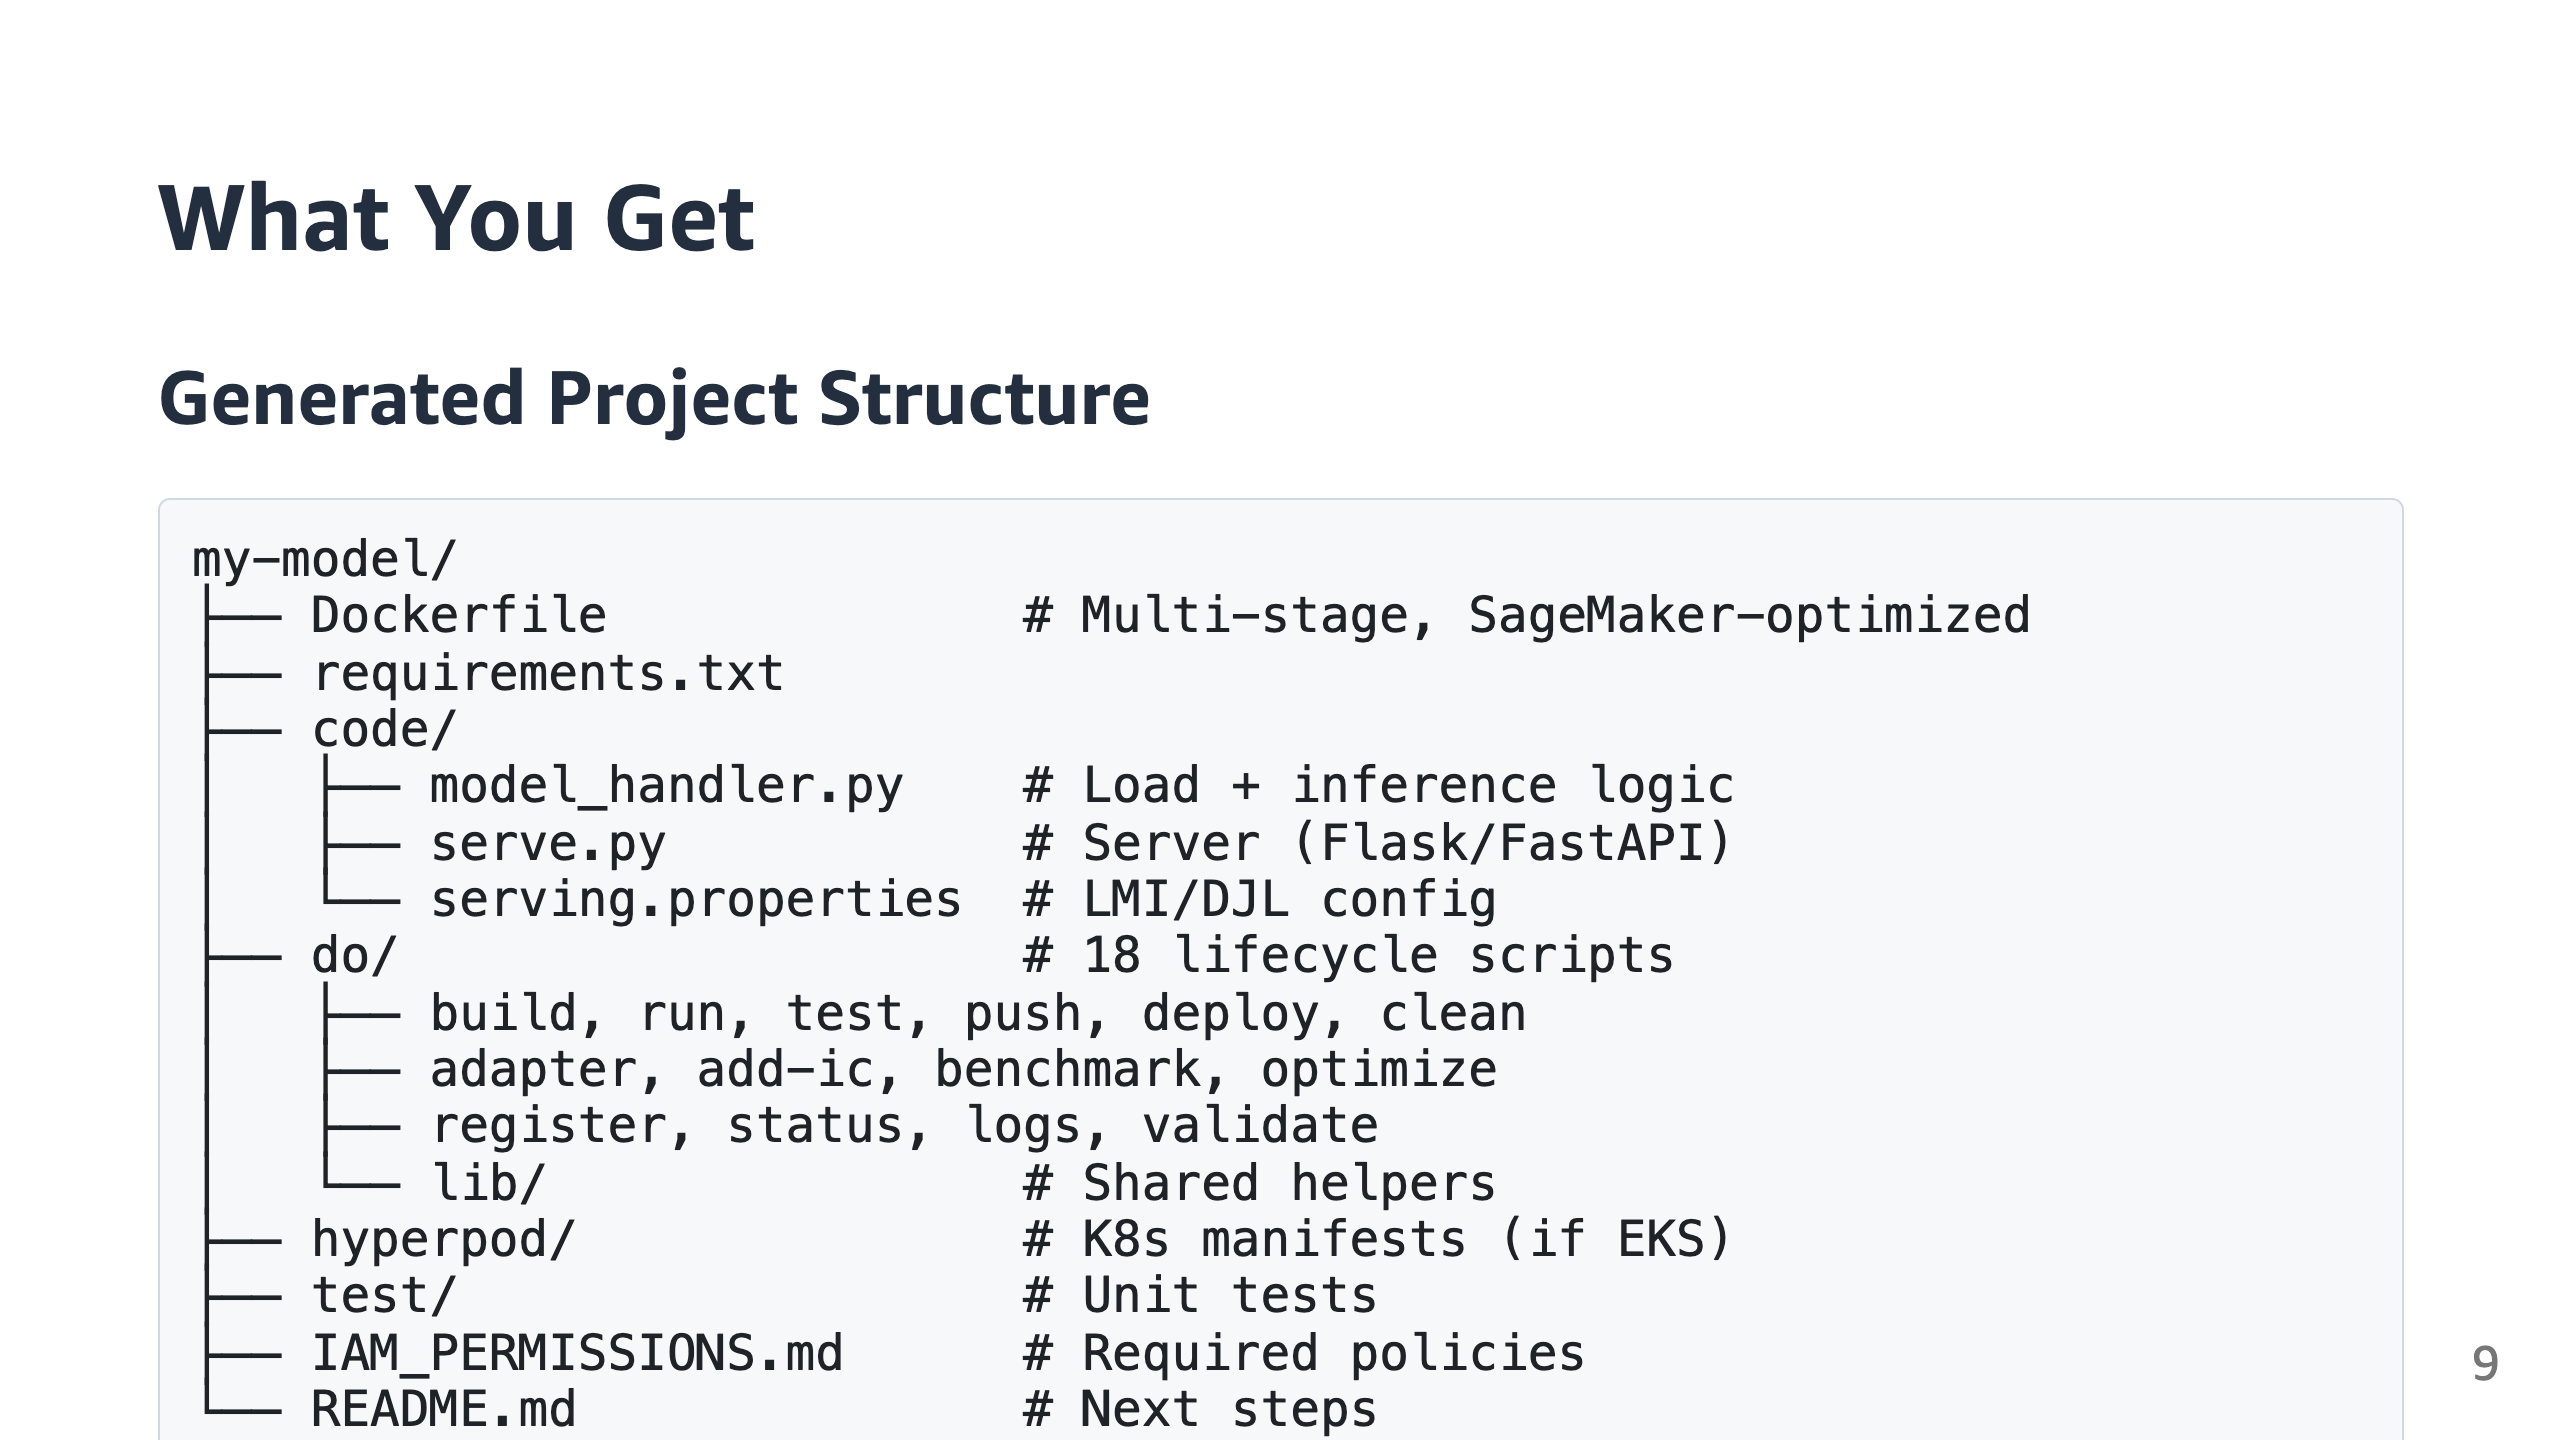 What You Get
Generated Project Structure
my-model/
├── Dockerfile              # Multi-stage, SageMaker-optimized
├── requirements.txt
├── code/
│   ├── model_handler.py    # Load + inference logic
│   ├── serve.py            # Server (Flask/FastAPI)
│   └── serving.properties  # LMI/DJL config
├── do/                     # 18 lifecycle scripts
│   ├── build, run, test, push, deploy, clean
│   ├── adapter, add-ic, benchmark, optimize
│   ├── register, status, logs, validate
│   └── lib/                # Shared helpers
├── hyperpod/               # K8s manifests (if EKS)
├── test/                   # Unit tests
├── IAM_PERMISSIONS.md      # Required policies
└── README.md               # Next steps
9